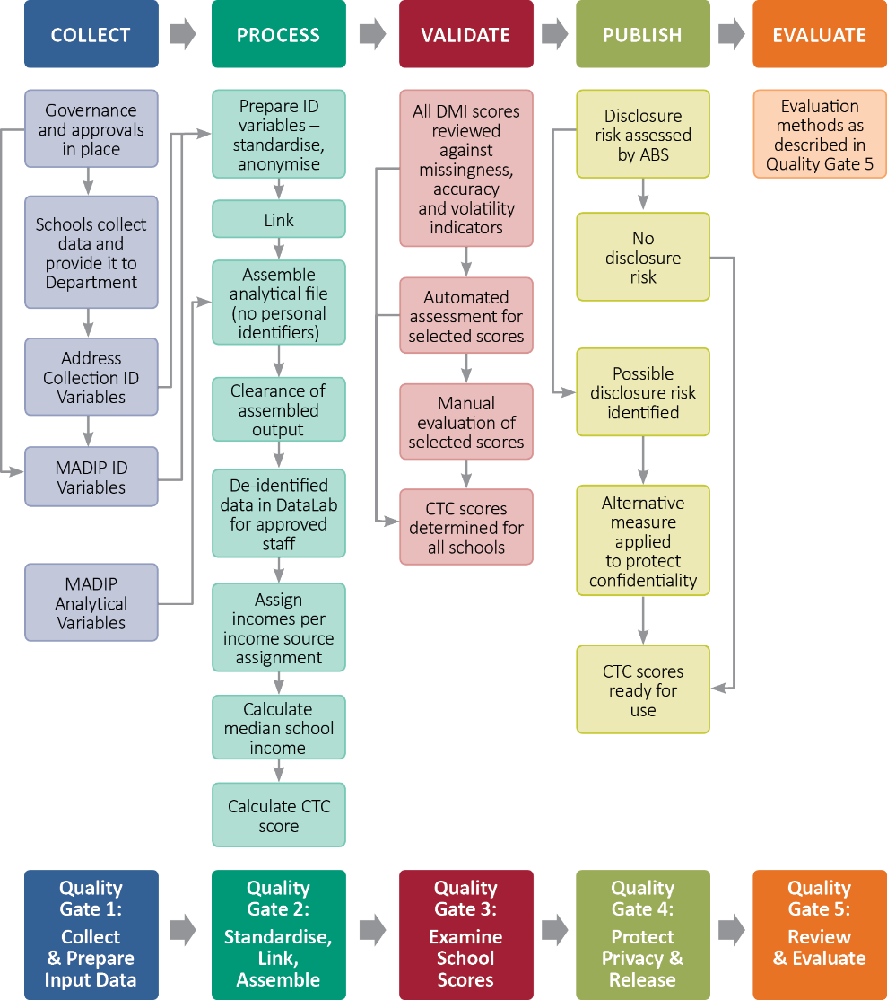 COLLECT
PROCESS
VALIDATE
PUBLISH
EVALUATE
Governance
and approvals
in place
Schools collect
data and
provide it to
Department
Address
Collection ID
Variables
MADIP ID
Variables
MADIP
Analytical
Variables
Prepare ID
variables –
standardise,
anonymise
Link
Assemble
analytical file
(no personal
identifiers)
Clearance of
assembled
output
De-identified
data in DataLab
for approved
staff
Assign
incomes per
income source
assignment
Calculate
median school
income
Calculate CTC
score
All DMI scores
reviewed
against
missingness,
accuracy
and volatility
indicators
Automated
assessment for
selected scores
Manual
evaluation of
selected scores
CTC scores
determined for
all schools
Disclosure
risk assessed
by ABS
No
disclosure
risk
Possible
disclosure risk
identified
Alternative
measure
applied
to protect
confidentiality
CTC scores
ready for
use
Evaluation
methods as
described in
Quality Gate 5
Quality
Gate 1:
Collect
& Prepare
Input Data
Quality
Gate 2:
Standardise,
Link,
Assemble
Quality
Gate 3:
Examine
School
Scores
Quality
Gate 4:
Protect
Privacy &
Release
Quality
Gate 5:
Review
& Evaluate